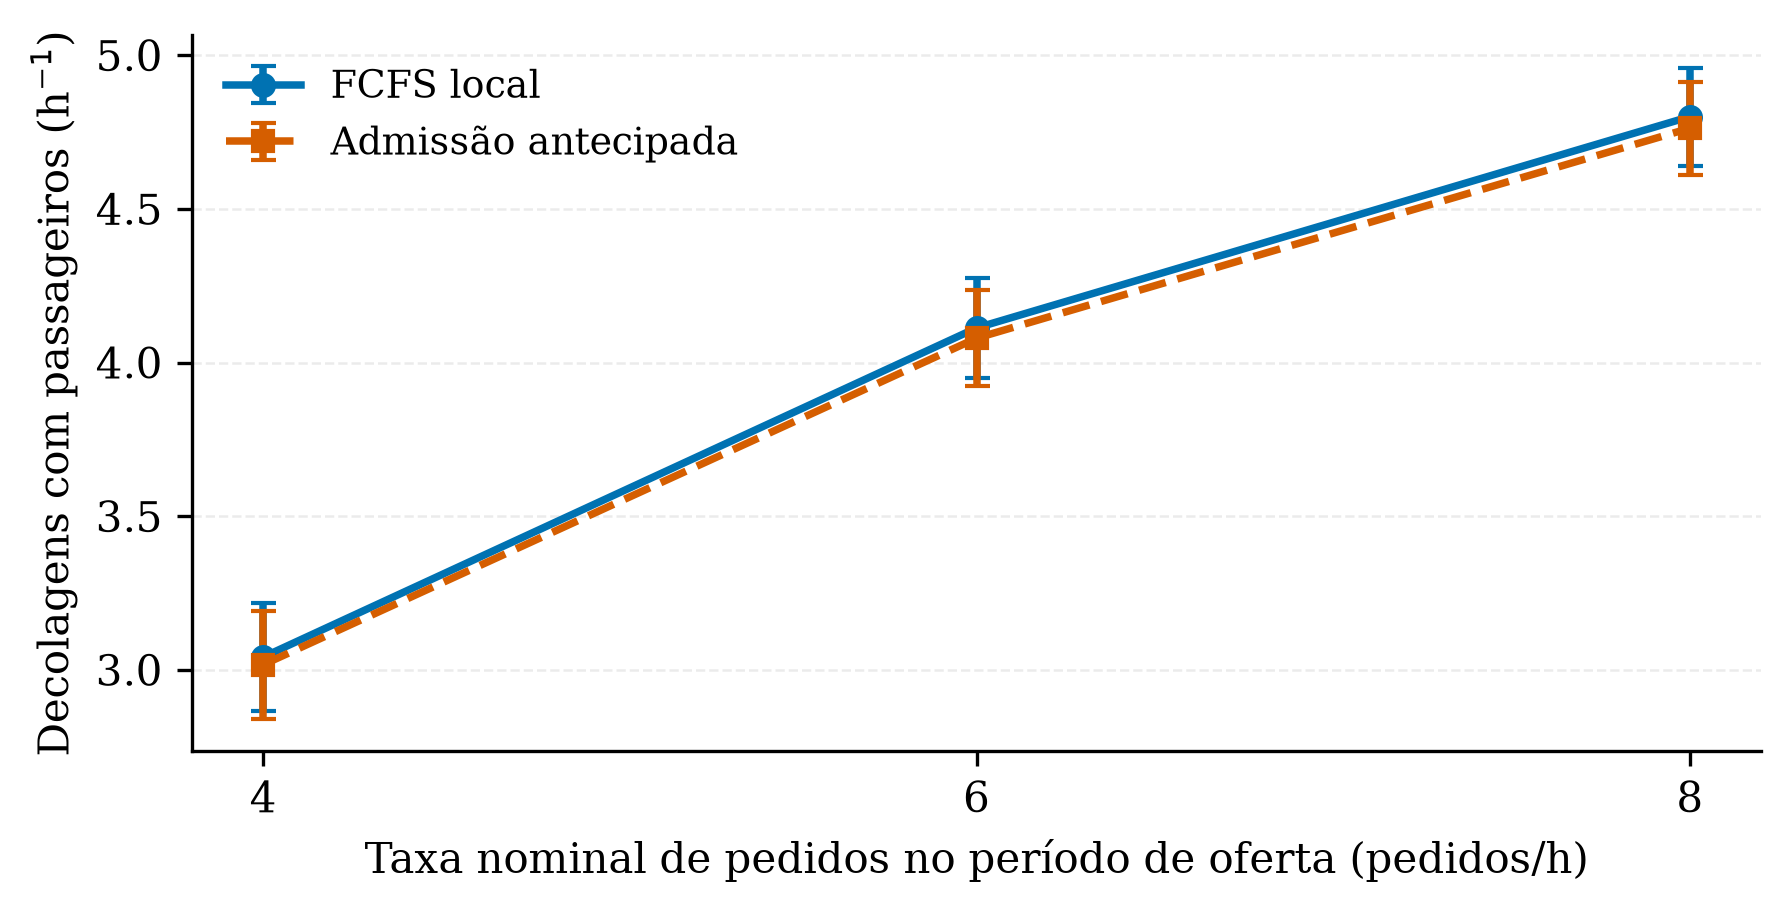 Decolagens com passageiros (h⁻¹)
5.0
4.5
4.0
3.5
3.0
FCFS local
Admissão antecipada
4 6 8
Taxa nominal de pedidos no período de oferta (pedidos/h)